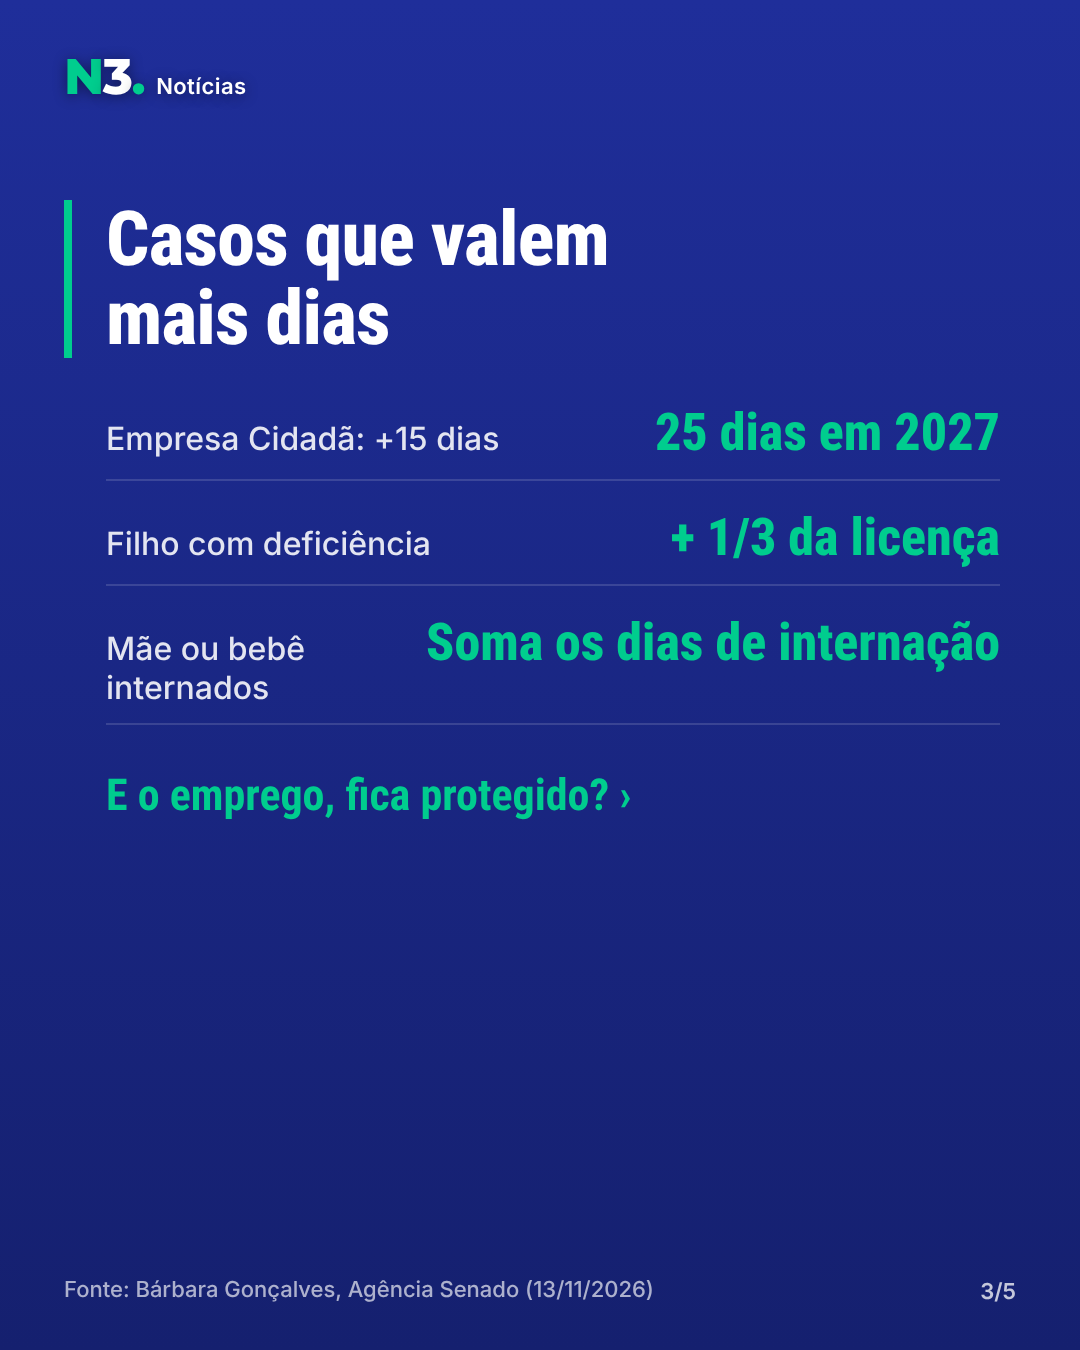 N3. Notícias
Casos que valem
mais dias
Empresa Cidadã: +15 dias
25 dias em 2027
Filho com deficiência
+ 1/3 da licença
Mãe ou bebê
internados
Soma os dias de internação
E o emprego, fica protegido? ›
Fonte: Bárbara Gonçalves, Agência Senado (13/11/2026)
3/5